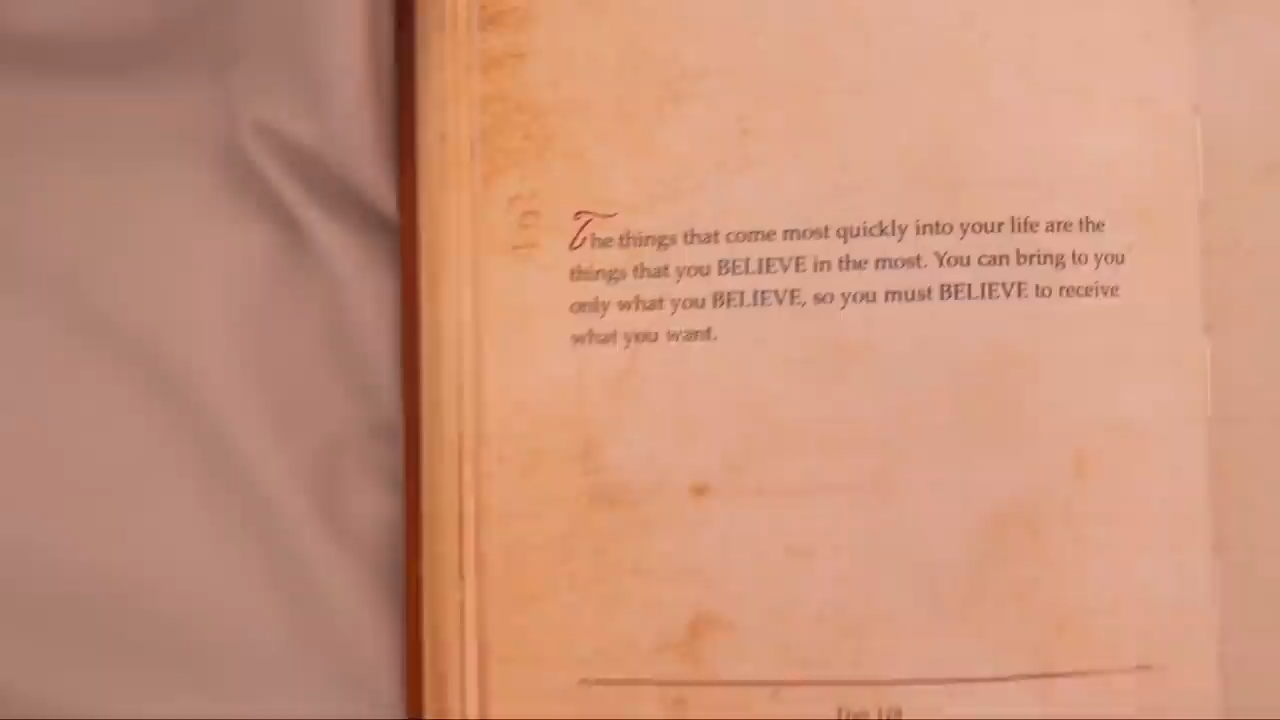 The things that come most quickly into your life are the
things that you BELIEVE in the most. You can bring to you
only what you BELIEVE, so you must BELIEVE to receive
what you want.